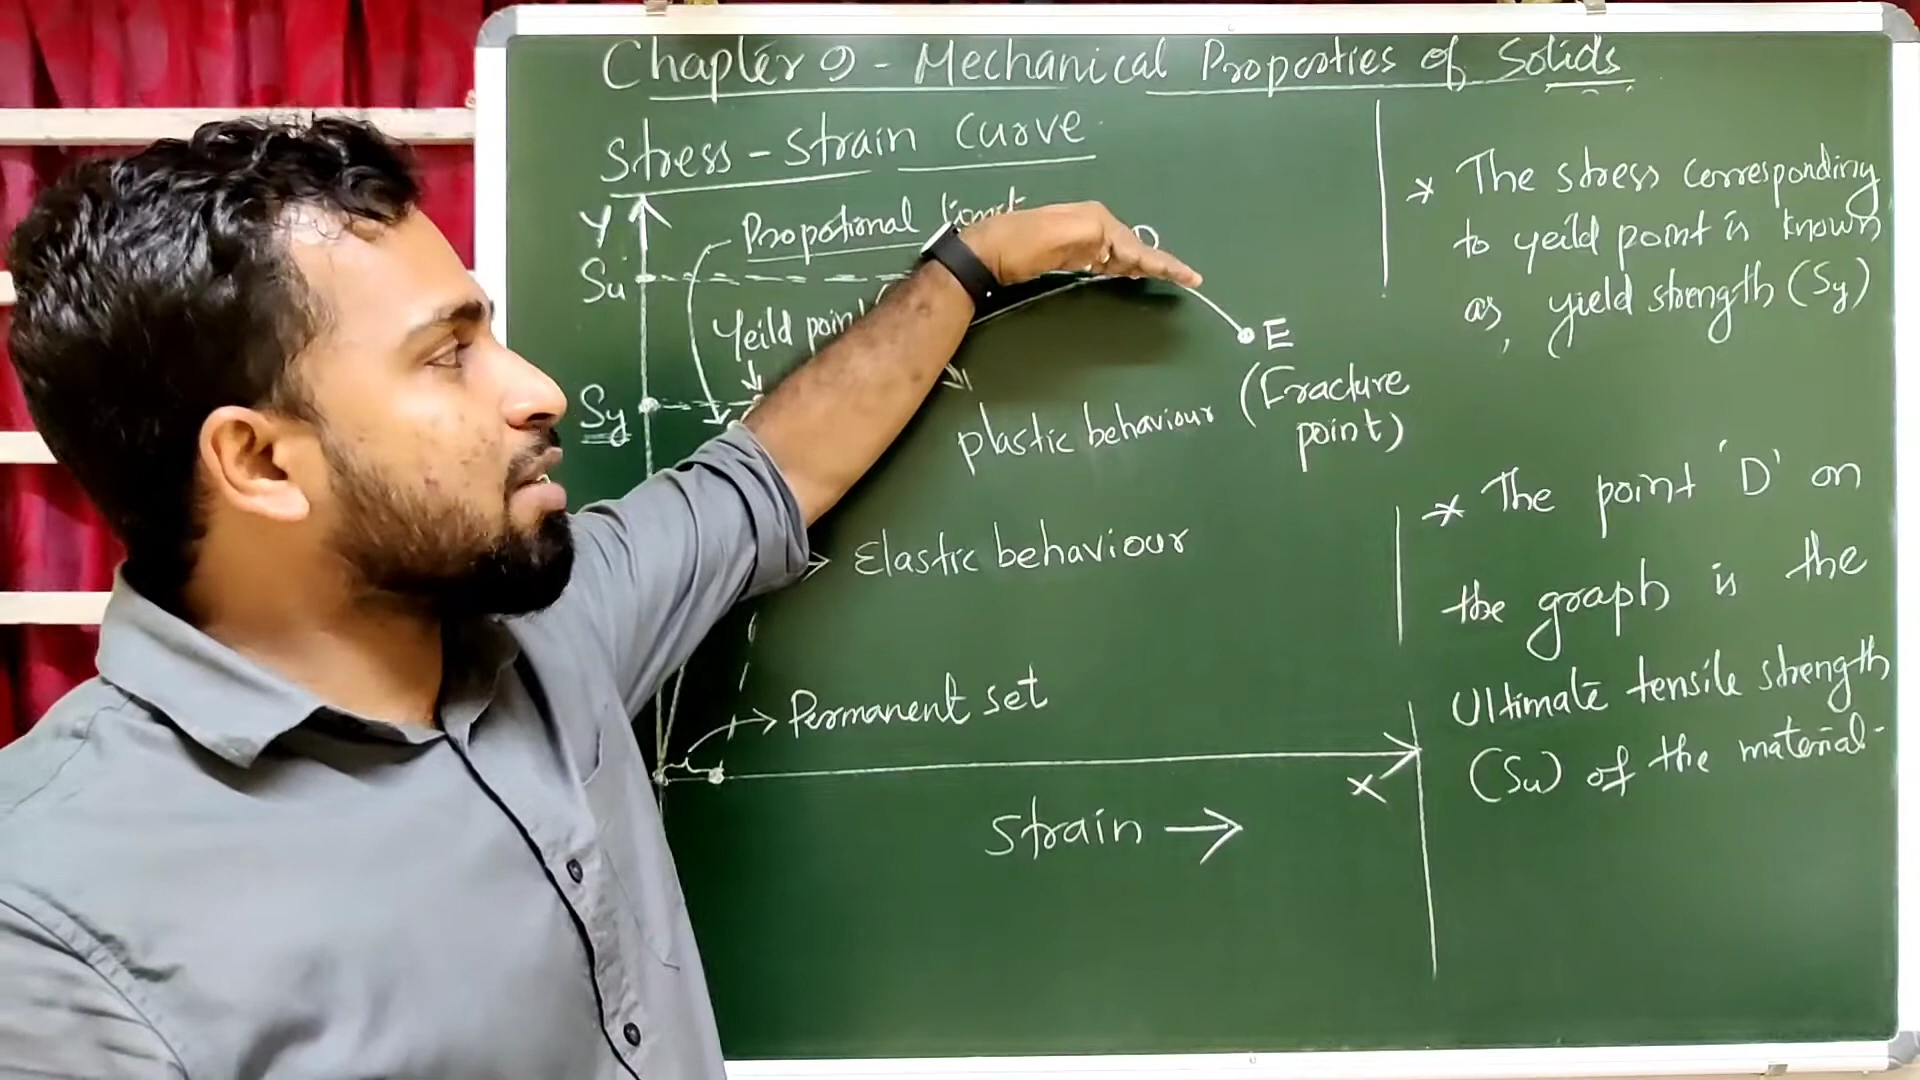 Chapter 9 - Mechanical Properties of Solids
Stress - strain curve
Y
Propotional limit
Su
D
Yeild point
Sy
E
(Fracture
point)
plastic behaviour
Elastic behaviour
Permanent set
X
Strain →
* The stress corresponding
to yeild point is known
as, yield strength (Sy)
* The point 'D' on
the graph is the
Ultimate tensile strength
(Su) of the material.